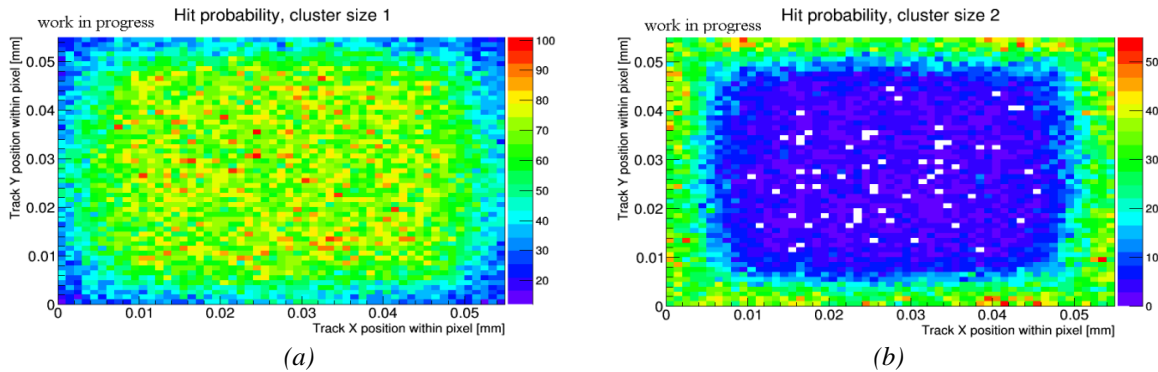 work in progress
Hit probability, cluster size 1
Track Y position within pixel [mm]
0.05
0.04
0.03
0.02
0.01
0
0 0.01 0.02 0.03 0.04 0.05
Track X position within pixel [mm]
100
90
80
70
60
50
40
30
20
(a)
work in progress
Hit probability, cluster size 2
Track Y position within pixel [mm]
0.05
0.04
0.03
0.02
0.01
0
0 0.01 0.02 0.03 0.04 0.05
Track X position within pixel [mm]
50
40
30
20
10
0
(b)